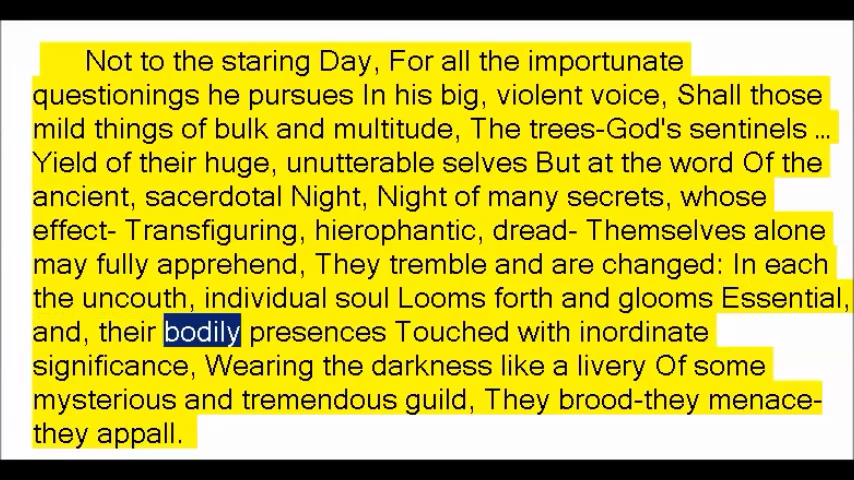 Not to the staring Day, For all the importunate
questionings he pursues In his big, violent voice, Shall those
mild things of bulk and multitude, The trees-God's sentinels ...
Yield of their huge, unutterable selves But at the word Of the
ancient, sacerdotal Night, Night of many secrets, whose
effect- Transfiguring, hierophantic, dread- Themselves alone
may fully apprehend, They tremble and are changed: In each
the uncouth, individual soul Looms forth and glooms Essential,
and, their bodily presences Touched with inordinate
significance, Wearing the darkness like a livery Of some
mysterious and tremendous guild, They brood-they menace-
they appall.